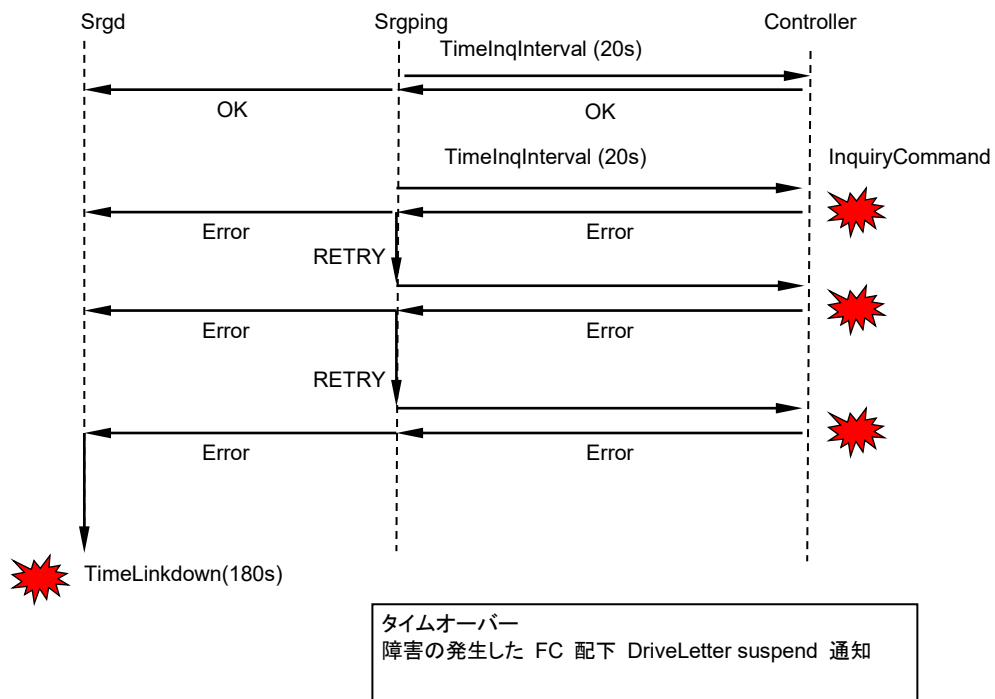 Srgd Srgping Controller
TimeInqInterval (20s)
OK OK
TimeInqInterval (20s) InquiryCommand
Error Error
RETRY
Error Error
RETRY
Error Error
TimeLinkdown(180s)
タイムオーバー
障害の発生した FC 配下 DriveLetter suspend 通知